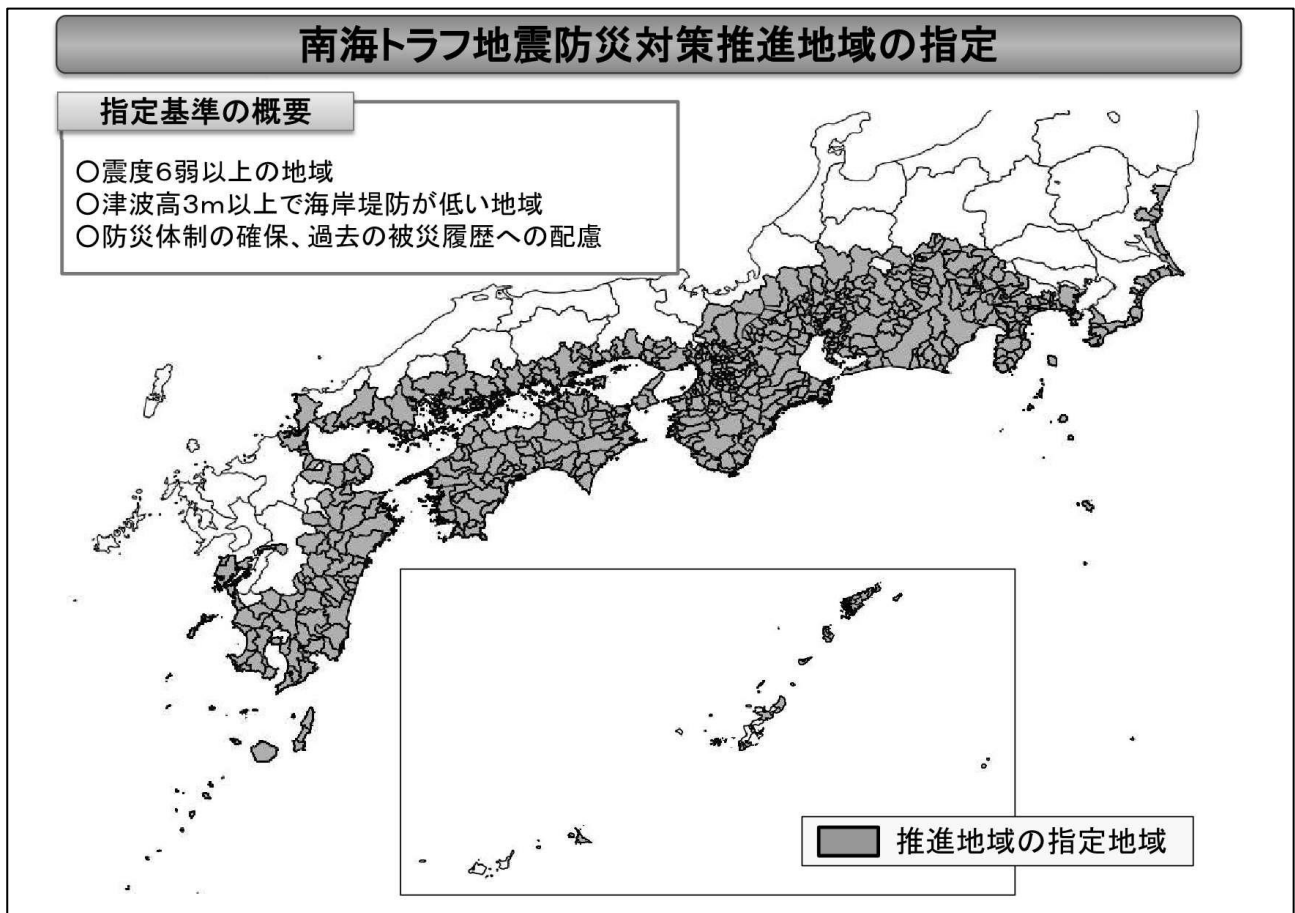 南海トラフ地震防災対策推進地域の指定
指定基準の概要
○震度6弱以上の地域
○津波高3m以上で海岸堤防が低い地域
○防災体制の確保、過去の被災履歴への配慮
推進地域の指定地域